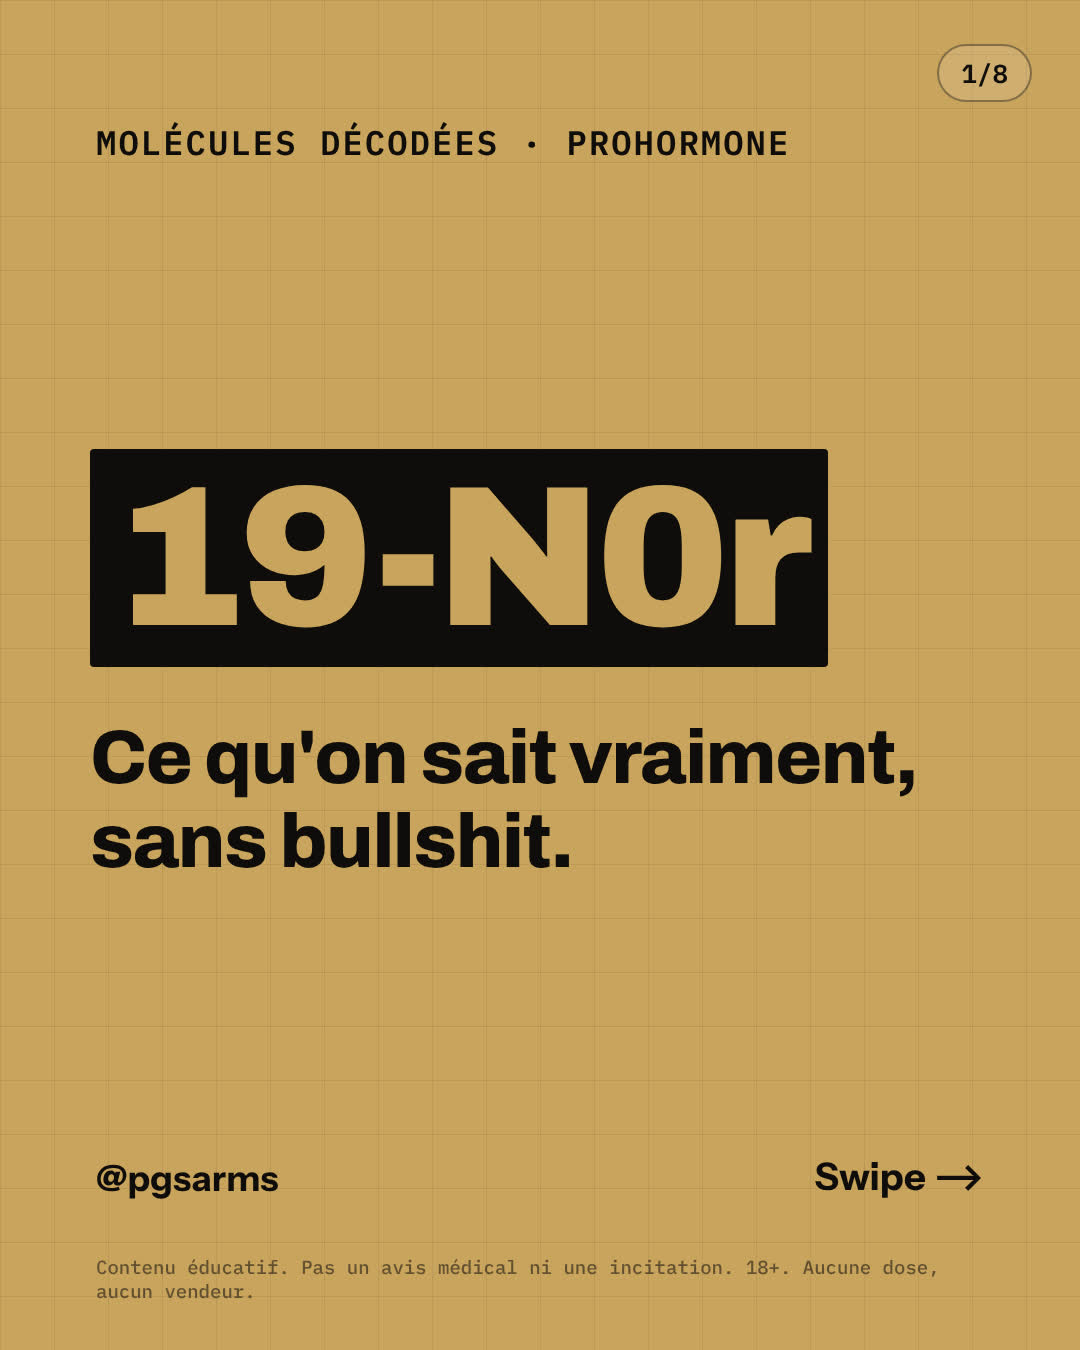 1/8
MOLÉCULES DÉCODÉES · PROHORMONE
19-N0r
Ce qu'on sait vraiment,
sans bullshit.
@pgsarms
Swipe →
Contenu éducatif. Pas un avis médical ni une incitation. 18+. Aucune dose,
aucun vendeur.